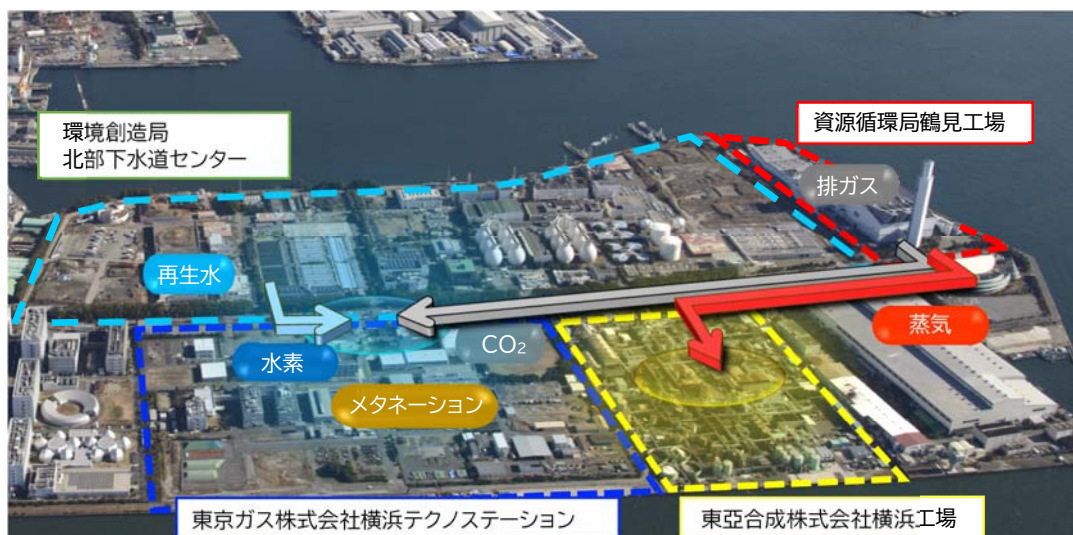 環境創造局
北部下水道センター
資源循環局鶴見工場
排ガス
再生水
蒸気
水素
CO₂
メタネーション
東京ガス株式会社横浜テクノステーション
東亞合成株式会社横浜工場